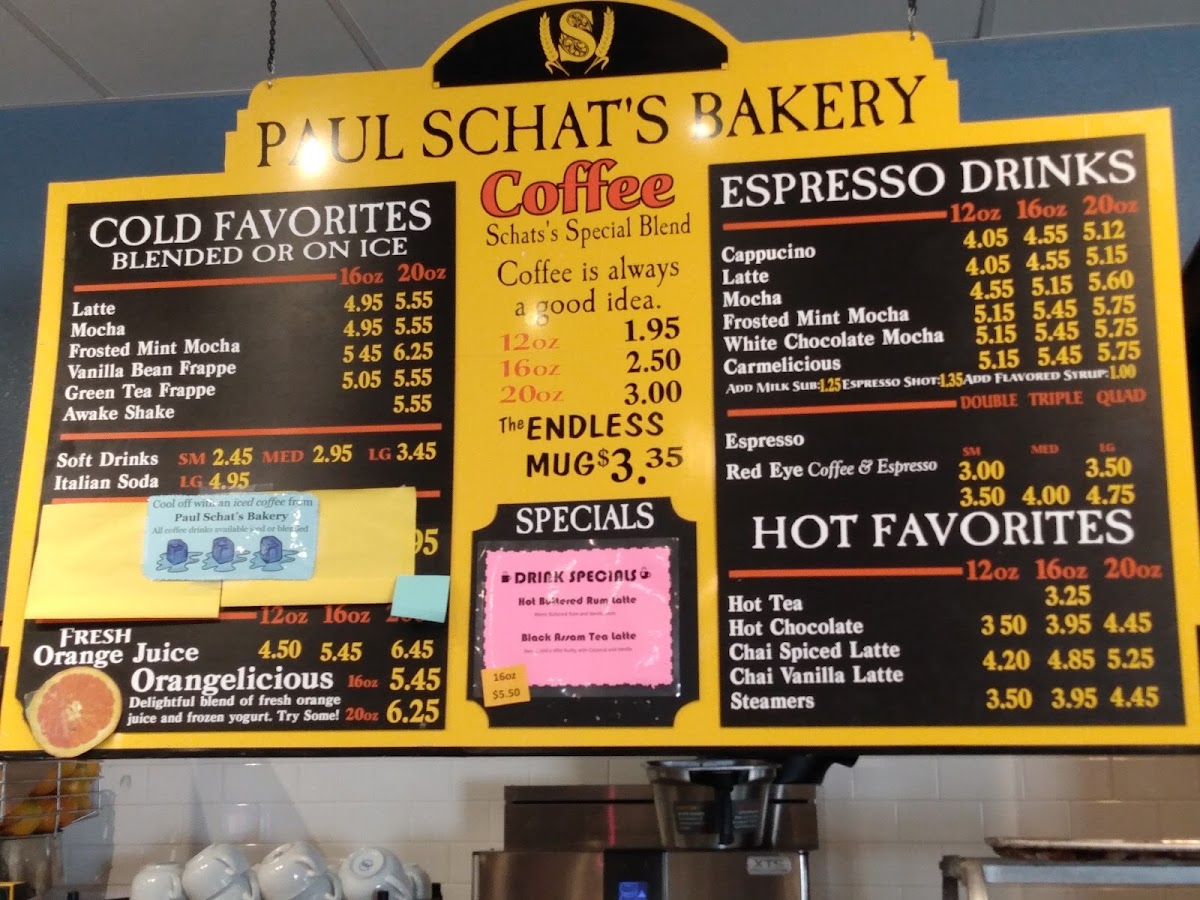 S
PAUL SCHAT'S BAKERY
COLD FAVORITES
BLENDED OR ON ICE
16oz 20oz
Latte 4.95 5.55
Mocha 4.95 5.55
Frosted Mint Mocha 5 45 6.25
Vanilla Bean Frappe
Green Tea Frappe 5.05 5.55
Awake Shake 5.55
Soft Drinks SM 2.45 MED 2.95 LG 3.45
Italian Soda LG 4.95
Cool off with an iced coffee from
Paul Schat's Bakery
All coffee drinks available iced or blended
95
12oz 16oz
FRESH
Orange Juice 4.50 5.45 6.45
Orangelicious 16oz 5.45
Delightful blend of fresh orange
juice and frozen yogurt. Try Some! 20oz 6.25
Coffee
Schats's Special Blend
Coffee is always
a good idea.
12oz 1.95
16oz 2.50
20oz 3.00
The ENDLESS
MUG $3.35
SPECIALS
DRINK SPECIALS
Hot Buttered Rum Latte
Black Assam Tea Latte
16oz
$5.50
ESPRESSO DRINKS
12oz 16oz 20oz
Cappucino 4.05 4.55 5.12
Latte 4.05 4.55 5.15
Mocha 4.55 5.15 5.60
Frosted Mint Mocha 5.15 5.45 5.75
White Chocolate Mocha 5.15 5.45 5.75
Carmelicious 5.15 5.45 5.75
ADD MILK SUB:1.25 ESPRESSO SHOT:1.35 ADD FLAVORED SYRUP:1.00
DOUBLE TRIPLE QUAD
Espresso
SM MED LG
Red Eye Coffee & Espresso 3.00 3.50
3.50 4.00 4.75
HOT FAVORITES
12oz 16oz 20oz
Hot Tea 3.25
Hot Chocolate 3 50 3.95 4.45
Chai Spiced Latte
Chai Vanilla Latte 4.20 4.85 5.25
Steamers 3.50 3.95 4.45
XTS